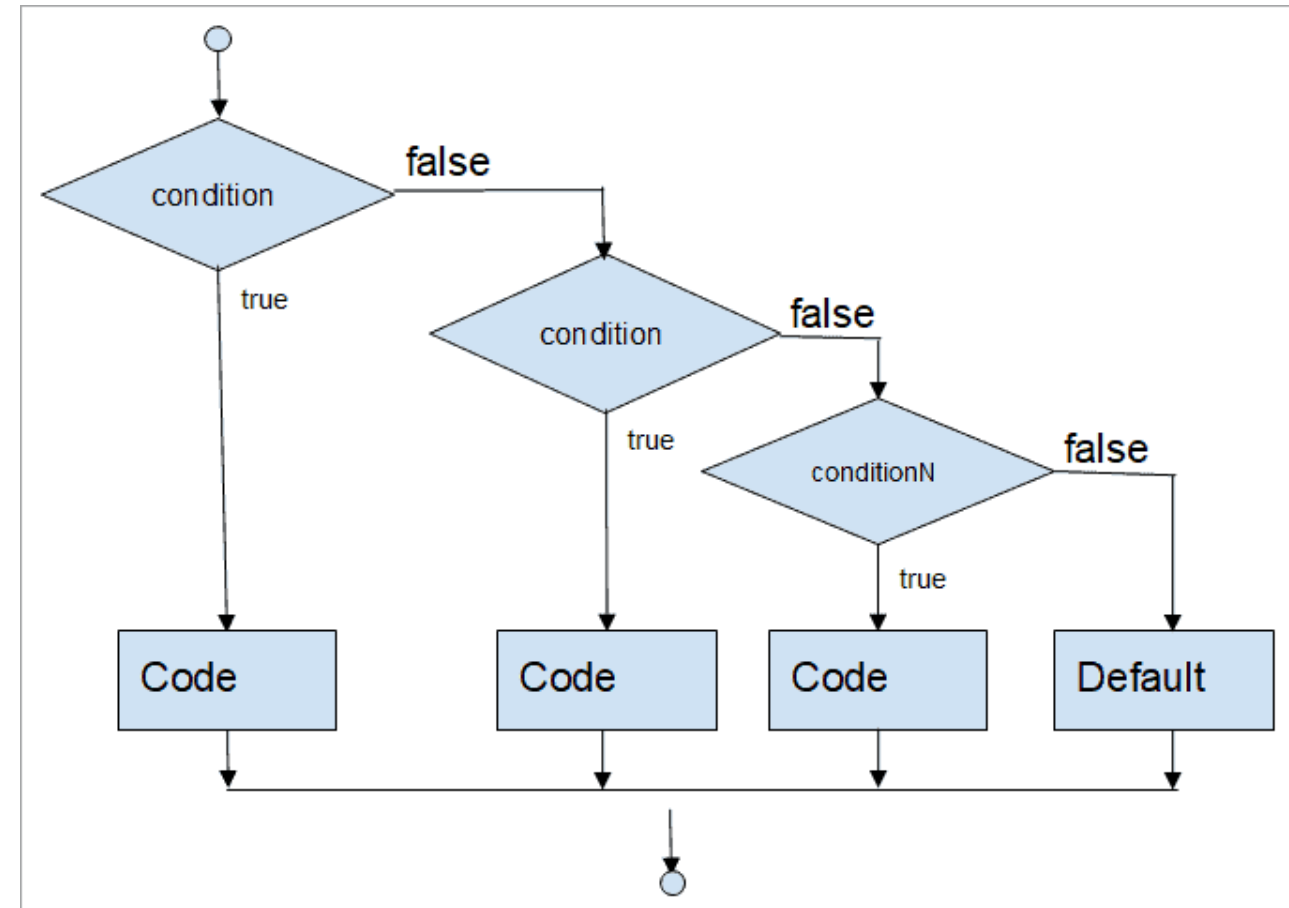 false
condition
true
false
condition
true
false
conditionN
true
Code
Code
Code
Default